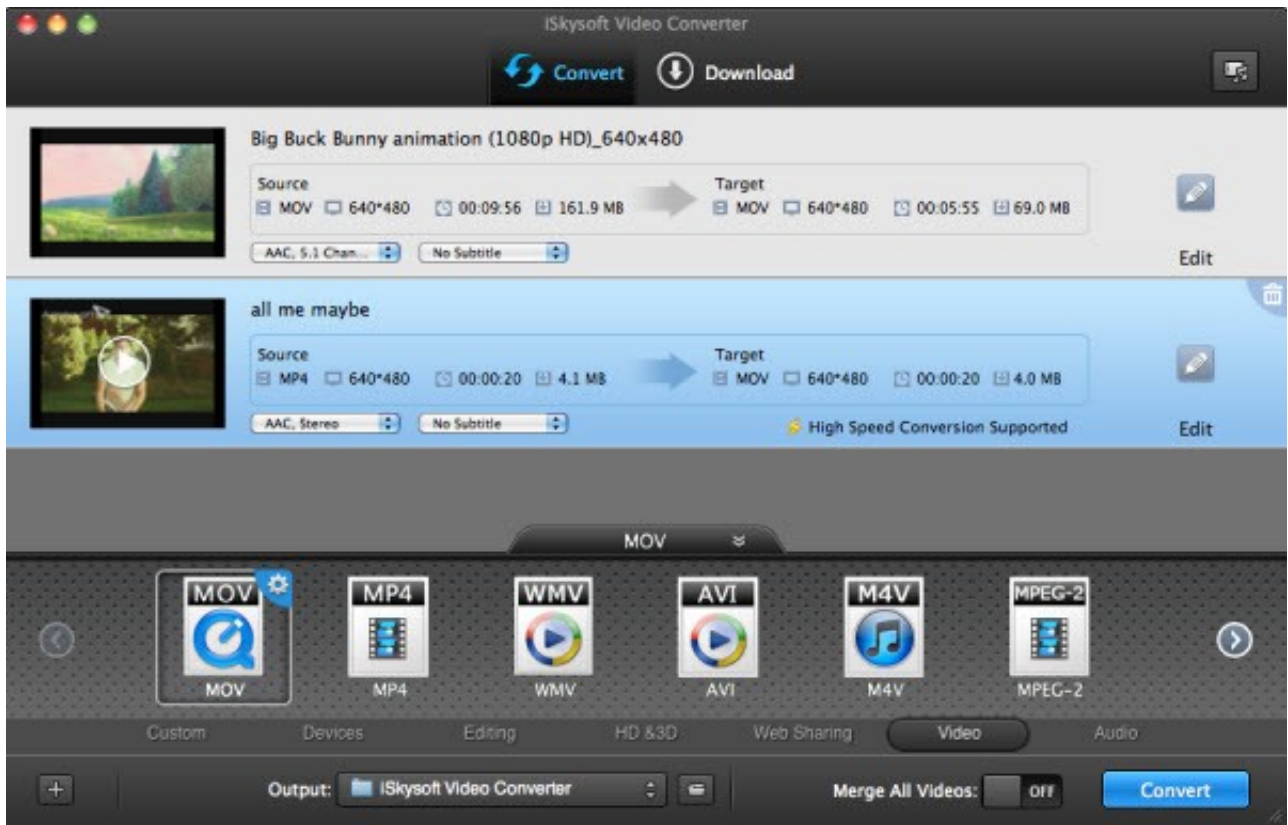 iSkysoft Video Converter
Convert
Download
Big Buck Bunny animation (1080p HD)_640x480
Source
MOV 640*480 00:09:56 161.9 MB
Target
MOV 640*480 00:05:55 69.0 MB
AAC, 5.1 Chan...
No Subtitle
Edit
all me maybe
Source
MP4 640*480 00:00:20 4.1 MB
Target
MOV 640*480 00:00:20 4.0 MB
AAC, Stereo
No Subtitle
High Speed Conversion Supported
Edit
MOV
MOV
MP4
WMV
AVI
M4V
MPEG-2
MOV
MP4
WMV
AVI
M4V
MPEG-2
Custom
Devices
Editing
HD &3D
Web Sharing
Video
Audio
Output:
iSkysoft Video Converter
Merge All Videos:
OFF
Convert